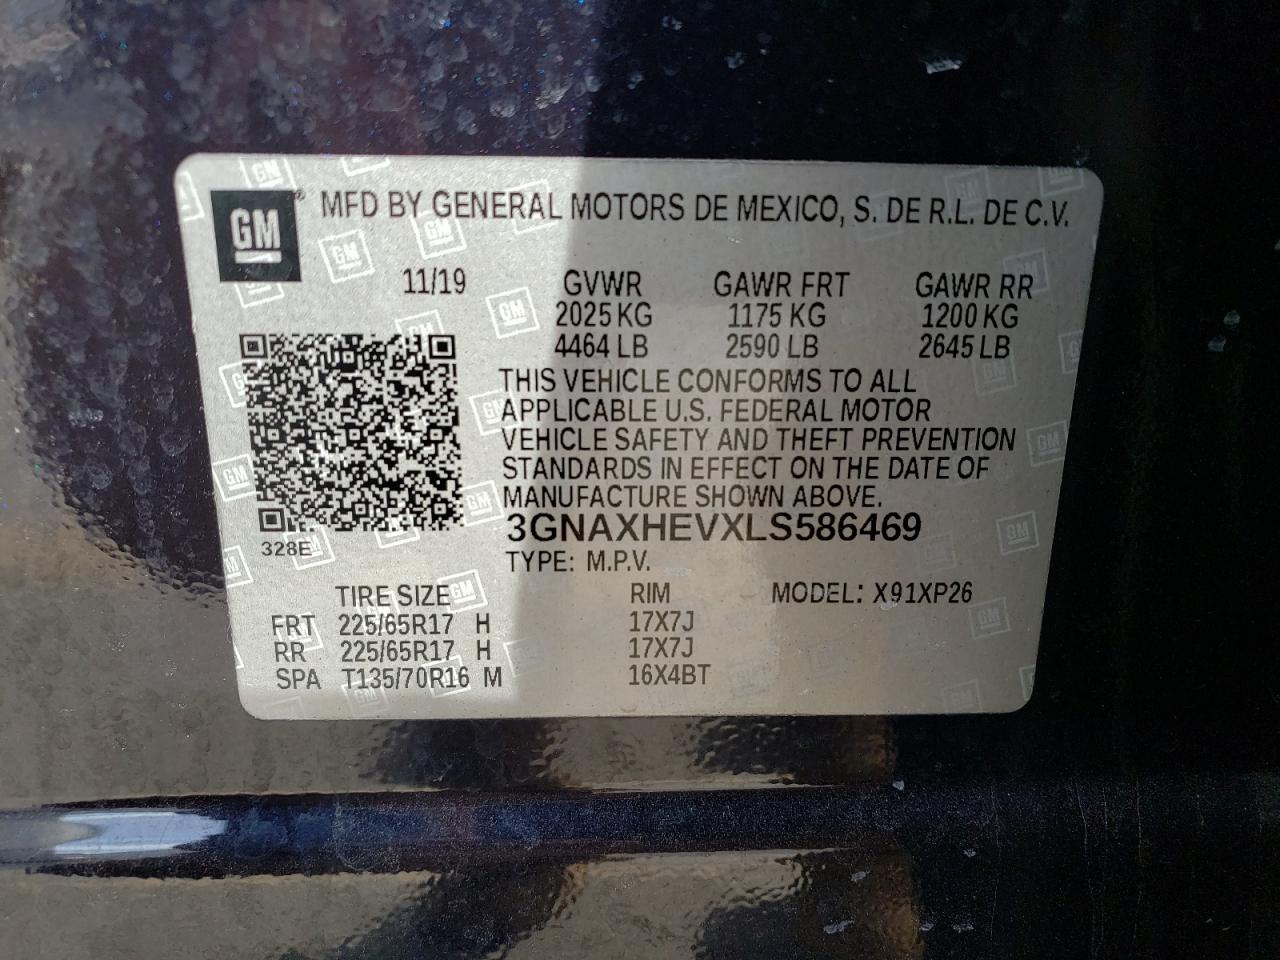 GM ® MFD BY GENERAL MOTORS DE MEXICO, S. DE R.L. DE C.V.
11/19 GVWR GAWR FRT GAWR RR
2025 KG 1175 KG 1200 KG
4464 LB 2590 LB 2645 LB
THIS VEHICLE CONFORMS TO ALL
APPLICABLE U.S. FEDERAL MOTOR
VEHICLE SAFETY AND THEFT PREVENTION
STANDARDS IN EFFECT ON THE DATE OF
MANUFACTURE SHOWN ABOVE.
3GNAXHEVXLS586469
328E
TYPE: M.P.V.
TIRE SIZE RIM MODEL: X91XP26
FRT 225/65R17 H 17X7J
RR 225/65R17 H 17X7J
SPA T135/70R16 M 16X4BT